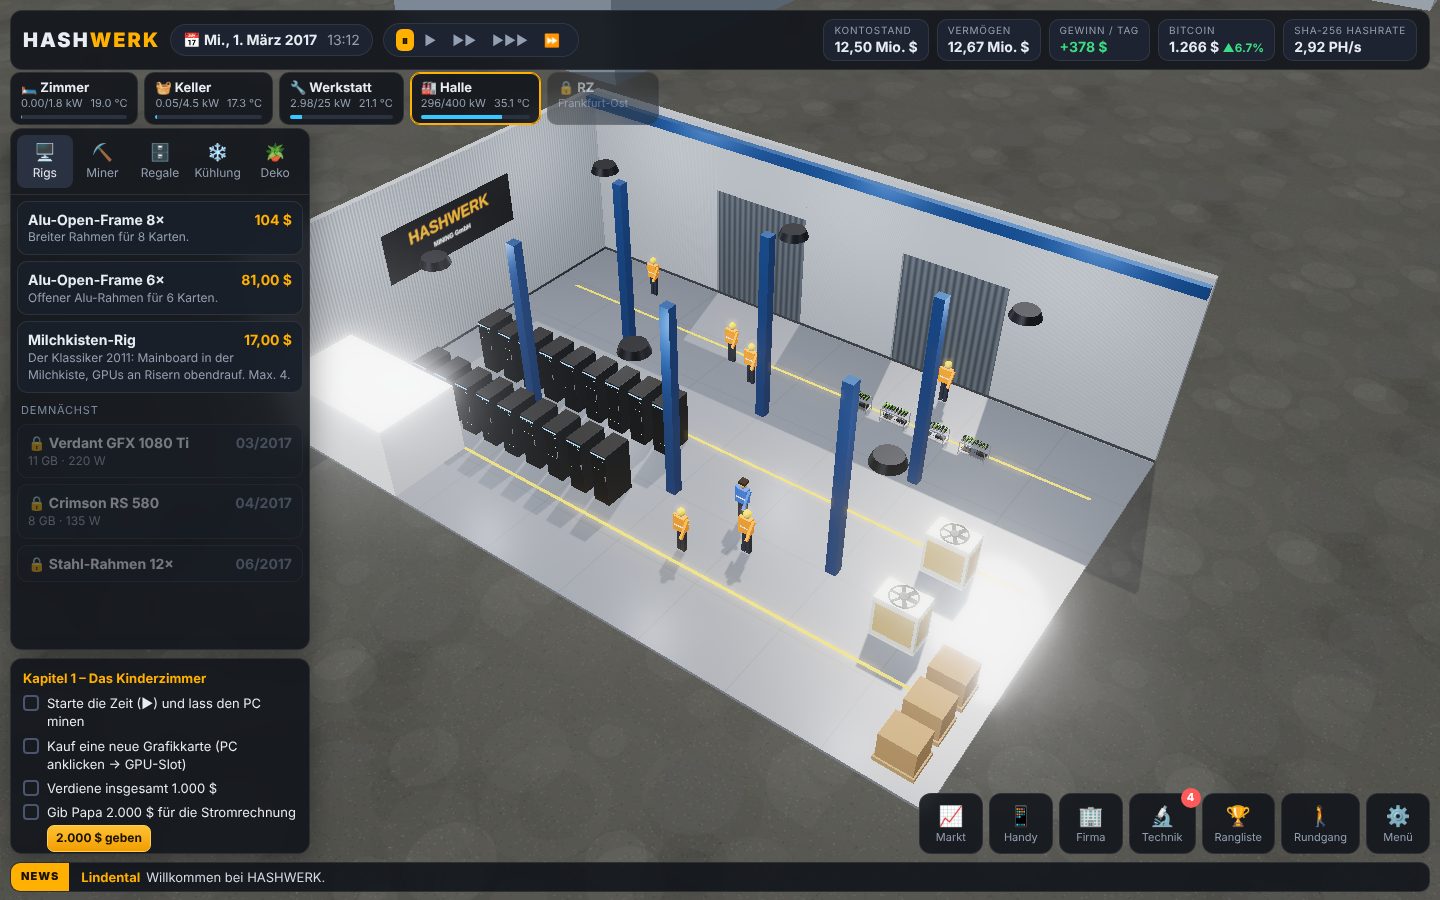 HASHWERK
Mi., 1. März 2017 13:12
KONTOSTAND
12,50 Mio. $
VERMÖGEN
12,67 Mio. $
GEWINN / TAG
+378 $
BITCOIN
1.266 $ ▲6.7%
SHA-256 HASHRATE
2,92 PH/s
Zimmer
0.00/1.8 kW 19.0 °C
Keller
0.05/4.5 kW 17.3 °C
Werkstatt
2.98/25 kW 21.1 °C
Halle
296/400 kW 35.1 °C
RZ
Frankfurt-Ost
Rigs
Miner
Regale
Kühlung
Deko
Alu-Open-Frame 8× 104 $
Breiter Rahmen für 8 Karten.
Alu-Open-Frame 6× 81,00 $
Offener Alu-Rahmen für 6 Karten.
Milchkisten-Rig 17,00 $
Der Klassiker 2011: Mainboard in der
Milchkiste, GPUs an Risern obendrauf. Max. 4.
DEMNÄCHST
Verdant GFX 1080 Ti 03/2017
11 GB · 220 W
Crimson RS 580 04/2017
8 GB · 135 W
Stahl-Rahmen 12× 06/2017
HASHWERK
MINING GmbH
Kapitel 1 – Das Kinderzimmer
Starte die Zeit (▶) und lass den PC
minen
Kauf eine neue Grafikkarte (PC
anklicken → GPU-Slot)
Verdiene insgesamt 1.000 $
Gib Papa 2.000 $ für die Stromrechnung
2.000 $ geben
Markt
Handy
Firma
4
Technik
Rangliste
Rundgang
Menü
NEWS Lindental Willkommen bei HASHWERK.